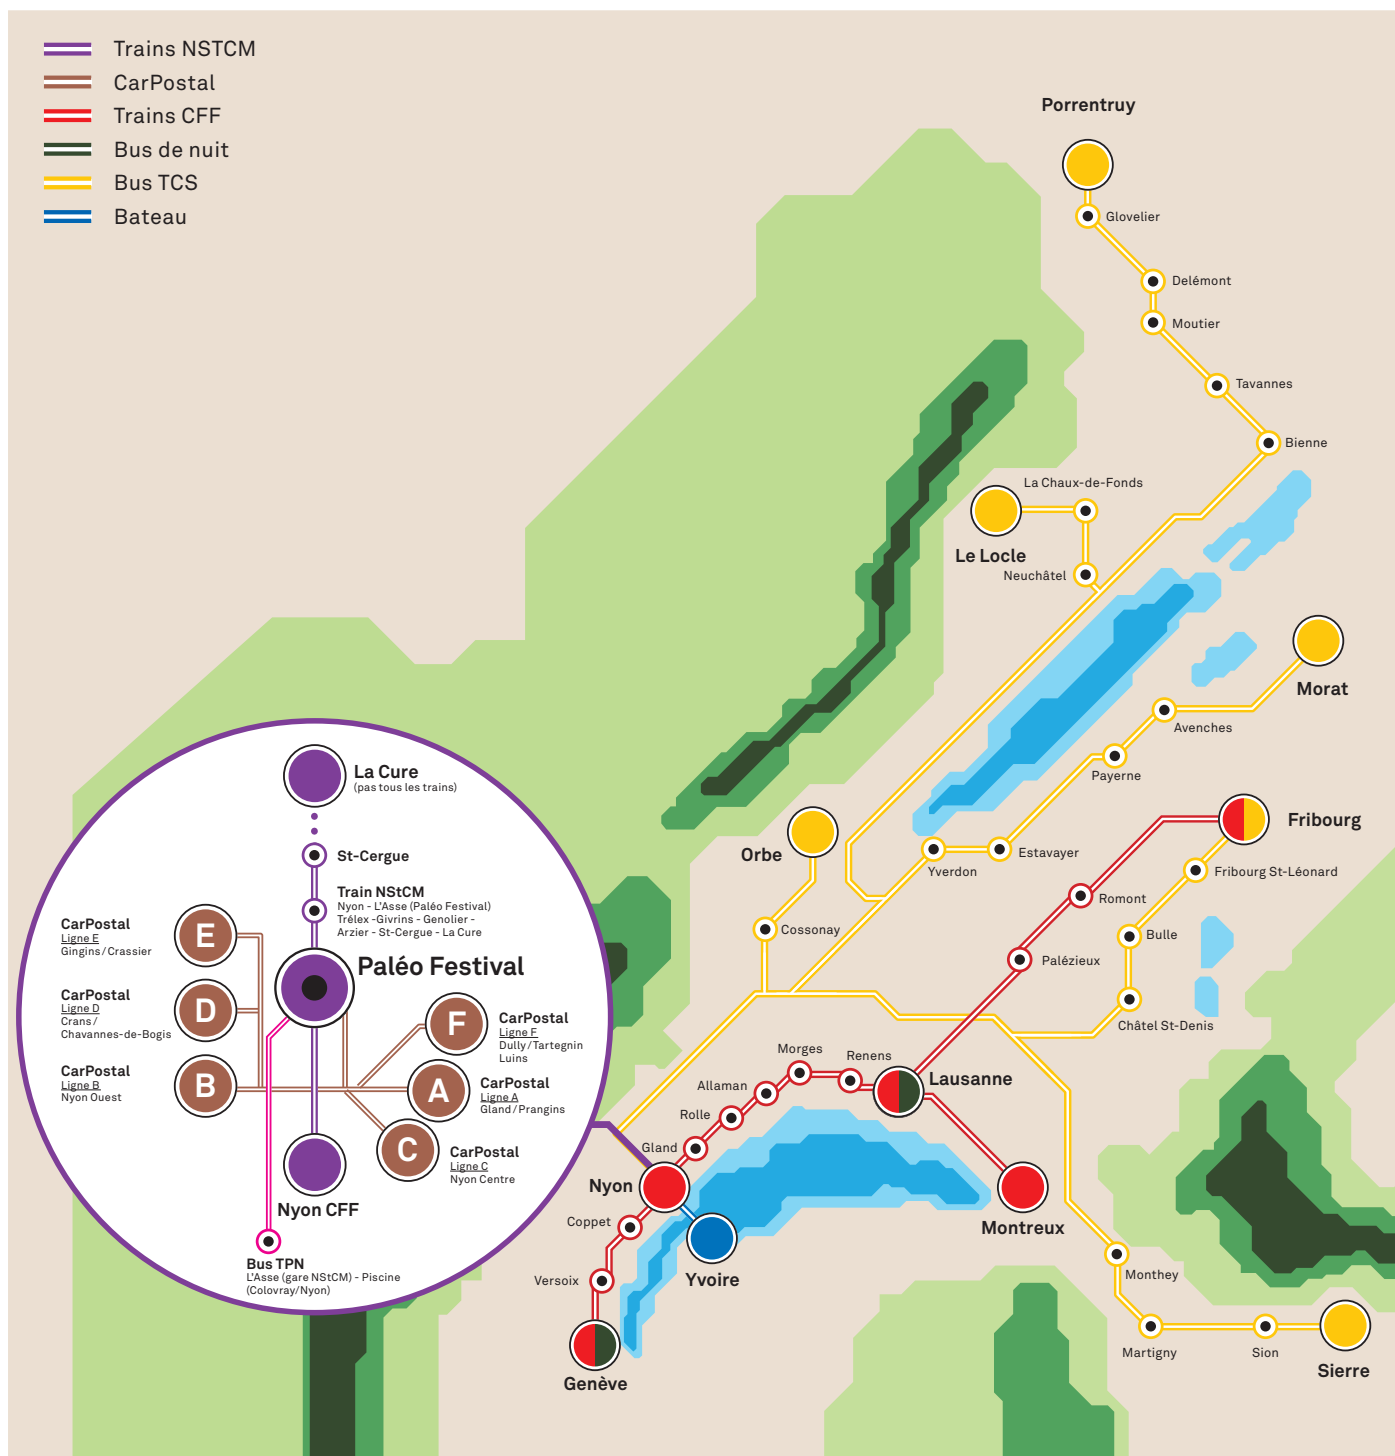 Trains NSTCM
CarPostal
Trains CFF
Bus de nuit
Bus TCS
Bateau
Porrentruy
Glovelier
Delémont
Moutier
Tavannes
Bienne
La Chaux-de-Fonds
Le Locle
Neuchâtel
Morat
Avenches
Payerne
Estavayer
Yverdon
Orbe
Cossonay
Fribourg
Fribourg St-Léonard
Romont
Bulle
Palézieux
Châtel St-Denis
Lausanne
Renens
Morges
Allaman
Rolle
Gland
Nyon
Coppet
Versoix
Genève
Yvoire
Montreux
Monthey
Martigny
Sion
Sierre
La Cure
(pas tous les trains)
St-Cergue
Train NStCM
Nyon - L'Asse (Paléo Festival)
Trélex -Givrins - Genolier -
Arzier - St-Cergue - La Cure
Paléo Festival
CarPostal
Ligne E
Gingins/Crassier
E
CarPostal
Ligne D
Crans/
Chavannes-de-Bogis
D
CarPostal
Ligne B
Nyon Ouest
B
F
CarPostal
Ligne F
Dully/Tartegnin
Luins
A
CarPostal
Ligne A
Gland/Prangins
C
CarPostal
Ligne C
Nyon Centre
Nyon CFF
Bus TPN
L'Asse (gare NStCM) - Piscine
(Colovray/Nyon)